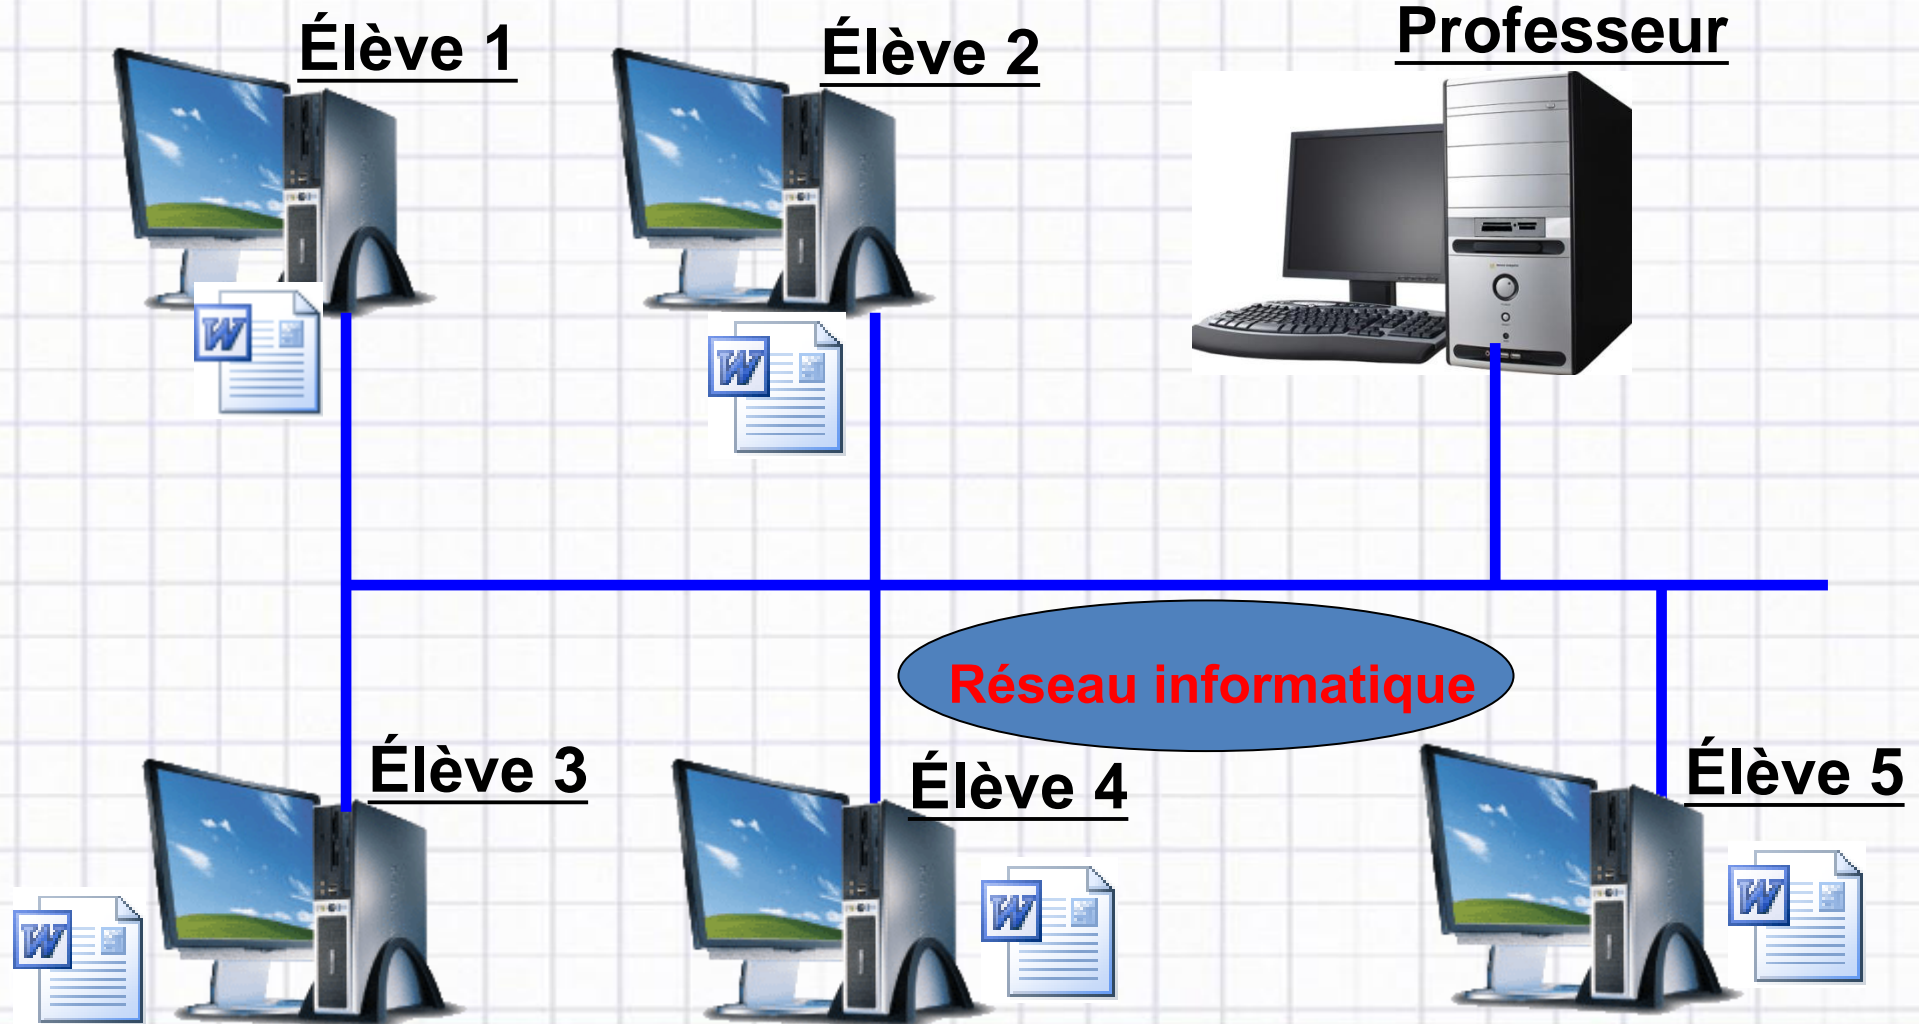 Élève 1
Élève 2
Professeur
Réseau informatique
Élève 3
Élève 4
Élève 5
W
W
W
W
W